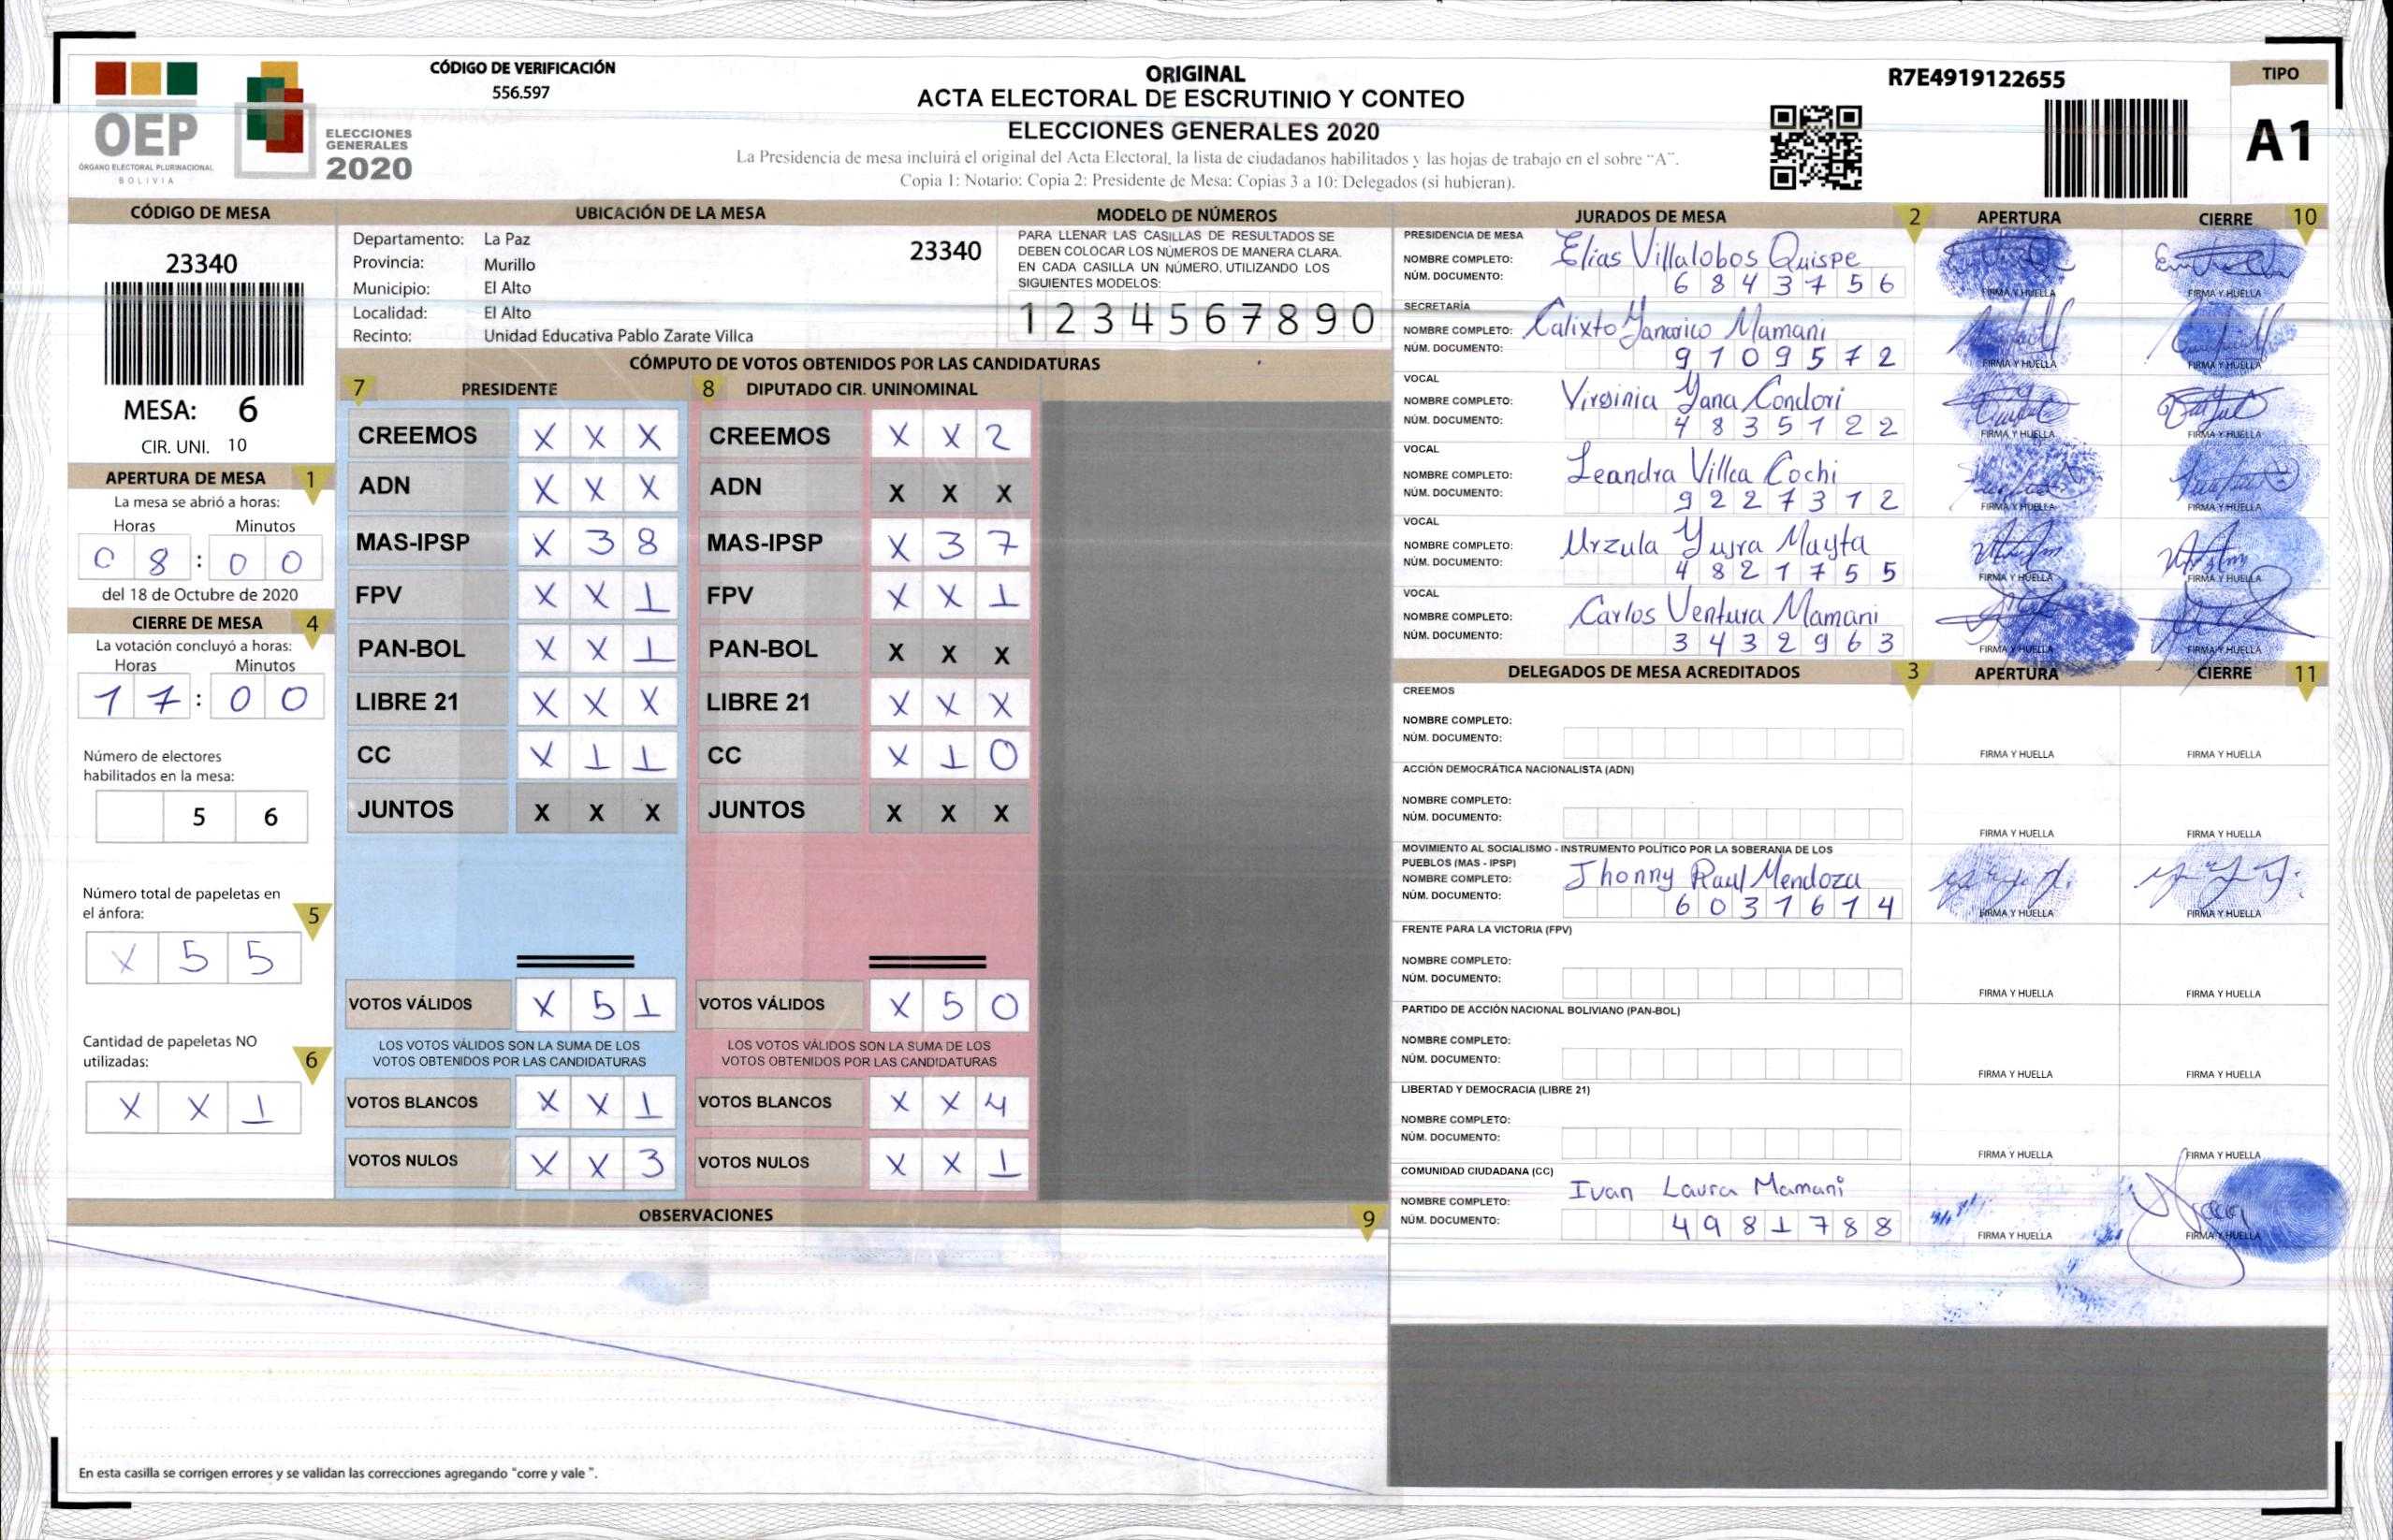 CÓDIGO DE VERIFICACIÓN
556.597
ORIGINAL
ACTA ELECTORAL DE ESCRUTINIO Y CONTEO
ELECCIONES GENERALES 2020
La Presidencia de mesa incluirá el original del Acta Electoral, la lista de ciudadanos habilitados y las hojas de trabajo en el sobre "A".
Copia 1: Notario: Copia 2: Presidente de Mesa: Copias 3 a 10: Delegados (si hubieran).
R7E4919122655
TIPO
A1
OEP
ÓRGANO ELECTORAL PLURINACIONAL
BOLIVIA
ELECCIONES
GENERALES
2020
CÓDIGO DE MESA
23340
MESA: 6
CIR. UNI. 10
APERTURA DE MESA 1
La mesa se abrió a horas:
Horas Minutos
0 8 : 0 0
del 18 de Octubre de 2020
CIERRE DE MESA 4
La votación concluyó a horas:
Horas Minutos
1 7 : 0 0
Número de electores
habilitados en la mesa:
5 6
Número total de papeletas en
el ánfora: 5
X 5 5
Cantidad de papeletas NO
utilizadas: 6
X X 1
UBICACIÓN DE LA MESA
Departamento: La Paz
23340
Provincia: Murillo
Municipio: El Alto
Localidad: El Alto
Recinto: Unidad Educativa Pablo Zarate Villca
MODELO DE NÚMEROS
PARA LLENAR LAS CASILLAS DE RESULTADOS SE
DEBEN COLOCAR LOS NÚMEROS DE MANERA CLARA.
EN CADA CASILLA UN NÚMERO, UTILIZANDO LOS
SIGUIENTES MODELOS:
1 2 3 4 5 6 7 8 9 0
CÓMPUTO DE VOTOS OBTENIDOS POR LAS CANDIDATURAS
7 PRESIDENTE 8 DIPUTADO CIR. UNINOMINAL
CREEMOS X X X CREEMOS X X 2
ADN X X X ADN X X X
MAS-IPSP X 3 8 MAS-IPSP X 3 7
FPV X X 1 FPV X X 1
PAN-BOL X X 1 PAN-BOL X X X
LIBRE 21 X X X LIBRE 21 X X X
CC X 1 1 CC X 1 0
JUNTOS X X X JUNTOS X X X
VOTOS VÁLIDOS X 5 1 VOTOS VÁLIDOS X 5 0
LOS VOTOS VÁLIDOS SON LA SUMA DE LOS LOS VOTOS VÁLIDOS SON LA SUMA DE LOS
VOTOS OBTENIDOS POR LAS CANDIDATURAS VOTOS OBTENIDOS POR LAS CANDIDATURAS
VOTOS BLANCOS X X 1 VOTOS BLANCOS X X 4
VOTOS NULOS X X 3 VOTOS NULOS X X 1
OBSERVACIONES 9
En esta casilla se corrigen errores y se validan las correcciones agregando "corre y vale ".
JURADOS DE MESA 2 APERTURA CIERRE 10
PRESIDENCIA DE MESA
NOMBRE COMPLETO: Elias Villalobos Quispe
NÚM. DOCUMENTO: 6 8 4 3 7 5 6
FIRMA Y HUELLA FIRMA Y HUELLA
SECRETARÍA
NOMBRE COMPLETO: Calixto Yanarico Mamani
NÚM. DOCUMENTO: 9 1 0 9 5 7 2
FIRMA Y HUELLA FIRMA Y HUELLA
VOCAL
NOMBRE COMPLETO: Virginia Yana Condori
NÚM. DOCUMENTO: 4 8 3 5 1 2 2
FIRMA Y HUELLA FIRMA Y HUELLA
VOCAL
NOMBRE COMPLETO: Leandra Villca Cochi
NÚM. DOCUMENTO: 9 2 2 7 3 1 2
FIRMA Y HUELLA FIRMA Y HUELLA
VOCAL
NOMBRE COMPLETO: Urzula Yujra Mayta
NÚM. DOCUMENTO: 4 8 2 1 7 5 5
FIRMA Y HUELLA FIRMA Y HUELLA
VOCAL
NOMBRE COMPLETO: Carlos Ventura Mamani
NÚM. DOCUMENTO: 3 4 3 2 9 6 3
FIRMA Y HUELLA FIRMA Y HUELLA
DELEGADOS DE MESA ACREDITADOS 3 APERTURA CIERRE 11
CREEMOS
NOMBRE COMPLETO:
NÚM. DOCUMENTO:
FIRMA Y HUELLA FIRMA Y HUELLA
ACCIÓN DEMOCRÁTICA NACIONALISTA (ADN)
NOMBRE COMPLETO:
NÚM. DOCUMENTO:
FIRMA Y HUELLA FIRMA Y HUELLA
MOVIMIENTO AL SOCIALISMO - INSTRUMENTO POLÍTICO POR LA SOBERANIA DE LOS
PUEBLOS (MAS - IPSP)
NOMBRE COMPLETO: Jhonny Raul Mendoza
NÚM. DOCUMENTO: 6 0 3 1 6 1 4
FIRMA Y HUELLA FIRMA Y HUELLA
FRENTE PARA LA VICTORIA (FPV)
NOMBRE COMPLETO:
NÚM. DOCUMENTO:
FIRMA Y HUELLA FIRMA Y HUELLA
PARTIDO DE ACCIÓN NACIONAL BOLIVIANO (PAN-BOL)
NOMBRE COMPLETO:
NÚM. DOCUMENTO:
FIRMA Y HUELLA FIRMA Y HUELLA
LIBERTAD Y DEMOCRACIA (LIBRE 21)
NOMBRE COMPLETO:
NÚM. DOCUMENTO:
FIRMA Y HUELLA FIRMA Y HUELLA
COMUNIDAD CIUDADANA (CC)
NOMBRE COMPLETO: Ivan Laura Mamani
NÚM. DOCUMENTO: 4 9 8 1 7 8 8
FIRMA Y HUELLA FIRMA Y HUELLA